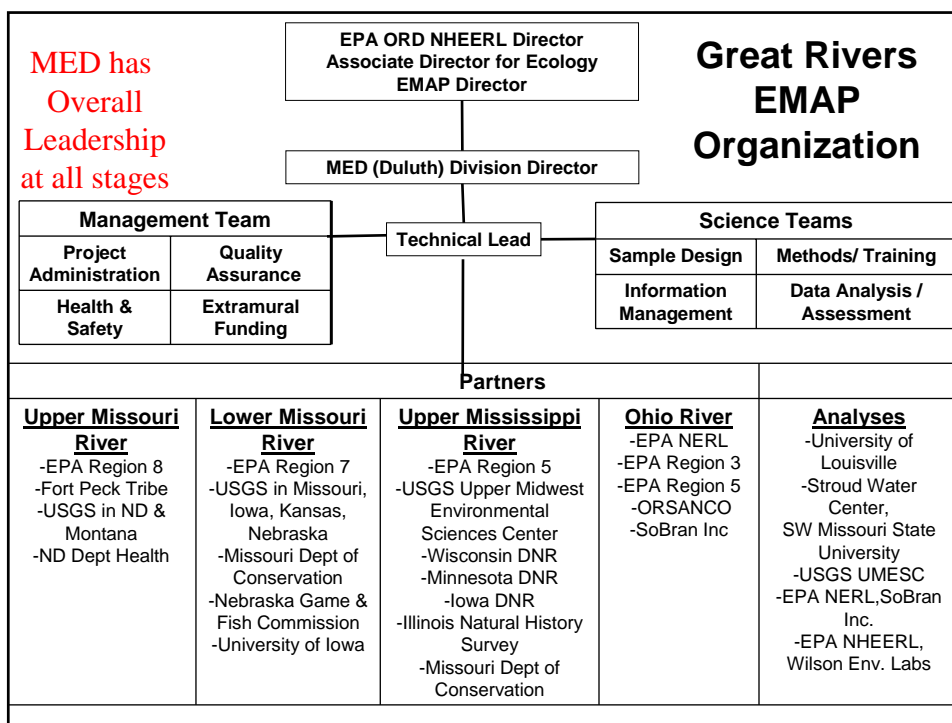 MED has
Overall
Leadership
at all stages
EPA ORD NHEERL Director
Associate Director for Ecology
EMAP Director
Great Rivers
EMAP
Organization
MED (Duluth) Division Director
Technical Lead
Management Team
Project
Administration
Quality
Assurance
Health &
Safety
Extramural
Funding
Science Teams
Sample Design
Methods/ Training
Information
Management
Data Analysis /
Assessment
Partners
Upper Missouri
River
-EPA Region 8
-Fort Peck Tribe
-USGS in ND &
Montana
-ND Dept Health
Lower Missouri
River
-EPA Region 7
-USGS in Missouri,
Iowa, Kansas,
Nebraska
-Missouri Dept of
Conservation
-Nebraska Game &
Fish Commission
-University of Iowa
Upper Mississippi
River
-EPA Region 5
-USGS Upper Midwest
Environmental
Sciences Center
-Wisconsin DNR
-Minnesota DNR
-Iowa DNR
-Illinois Natural History
Survey
-Missouri Dept of
Conservation
Ohio River
-EPA NERL
-EPA Region 3
-EPA Region 5
-ORSANCO
-SoBran Inc
Analyses
-University of
Louisville
-Stroud Water
Center,
SW Missouri State
University
-USGS UMESC
-EPA NERL,SoBran
Inc.
-EPA NHEERL,
Wilson Env. Labs